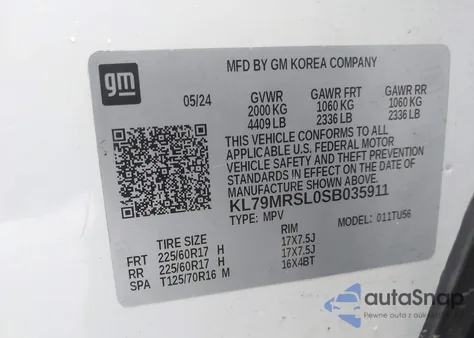 gm
MFD BY GM KOREA COMPANY
05/24 GVWR GAWR FRT GAWR RR
2000 KG 1060 KG 1060 KG
4409 LB 2336 LB 2336 LB
THIS VEHICLE CONFORMS TO ALL
APPLICABLE U.S. FEDERAL MOTOR
VEHICLE SAFETY AND THEFT PREVENTION
STANDARDS IN EFFECT ON THE
DATE OF MANUFACTURE SHOWN ABOVE.
KL79MRSL0SB035911
TYPE: MPV MODEL: 011TU56
TIRE SIZE RIM
FRT 225/60R17 H 17X7.5J
RR 225/60R17 H 17X7.5J
SPA T125/70R16 M 16X4BT
autoSnap
Pewne auto z aukcji